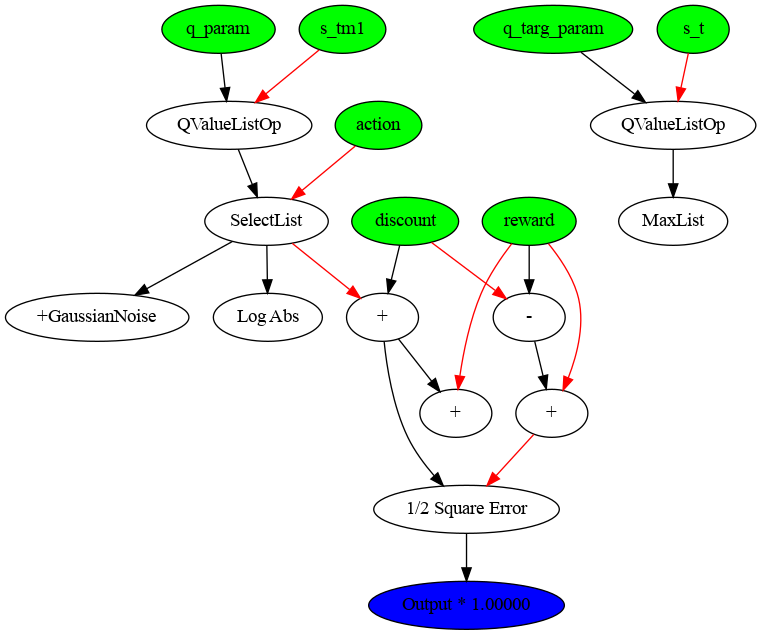 q_param
s_tm1
q_targ_param
s_t
QValueListOp
action
QValueListOp
SelectList
discount
reward
MaxList
+GaussianNoise
Log Abs
+
-
+
+
1/2 Square Error
Output * 1.00000